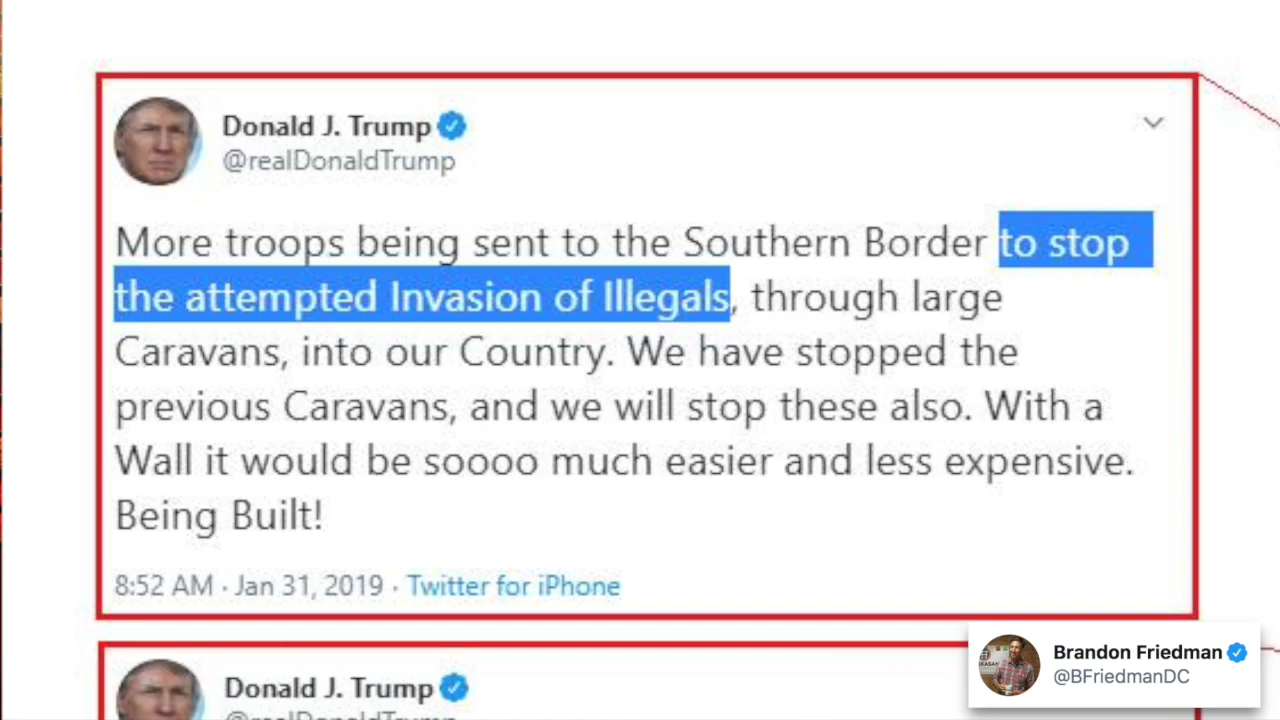 Donald J. Trump
@realDonaldTrump
More troops being sent to the Southern Border to stop
the attempted Invasion of Illegals, through large
Caravans, into our Country. We have stopped the
previous Caravans, and we will stop these also. With a
Wall it would be soooo much easier and less expensive.
Being Built!
8:52 AM · Jan 31, 2019 · Twitter for iPhone
Donald J. Trump
@realDonaldTrump
Brandon Friedman
@BFriedmanDC